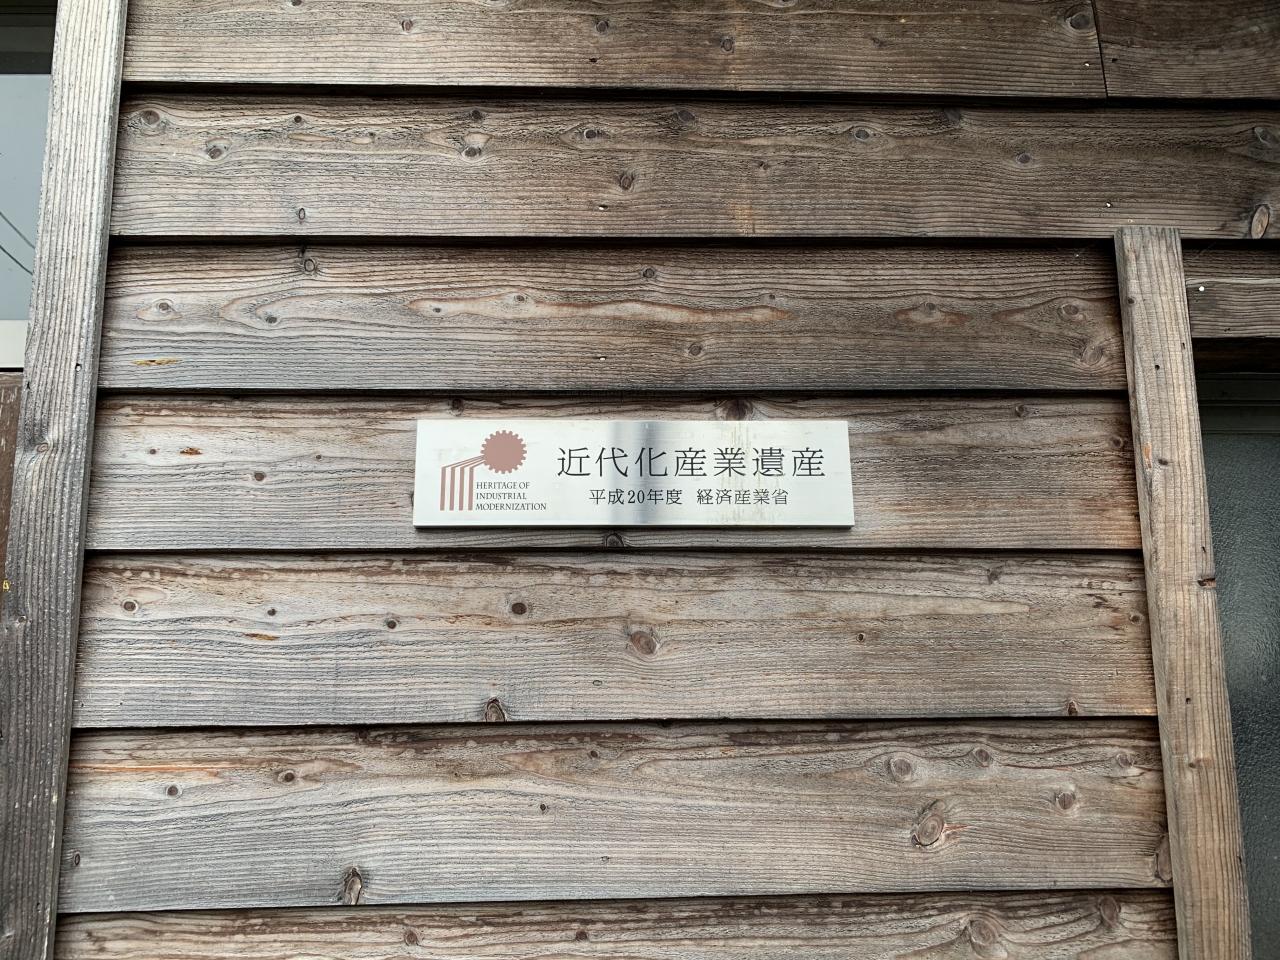 近代化産業遺産
平成20年度 経済産業省
HERITAGE OF
INDUSTRIAL
MODERNIZATION